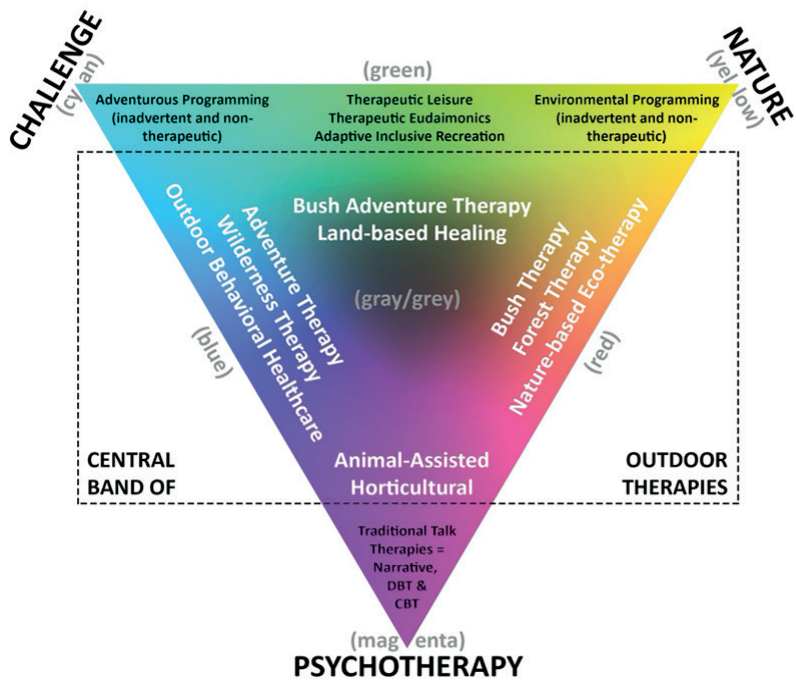 CHALLENGE
(cyan)
NATURE
(yellow)
(green)
Adventurous Programming
(inadvertent and non-
therapeutic)
Therapeutic Leisure
Therapeutic Eudaimonics
Adaptive Inclusive Recreation
Environmental Programming
(inadvertent and non-
therapeutic)
Bush Adventure Therapy
Land-based Healing
Adventure Therapy
Wilderness Therapy
Outdoor Behavioral Healthcare
(gray/grey)
Bush Therapy
Forest Therapy
Nature-based Eco-therapy
(blue)
(red)
CENTRAL
BAND OF
Animal-Assisted
Horticultural
OUTDOOR
THERAPIES
Traditional Talk
Therapies =
Narrative,
DBT &
CBT
(magenta)
PSYCHOTHERAPY